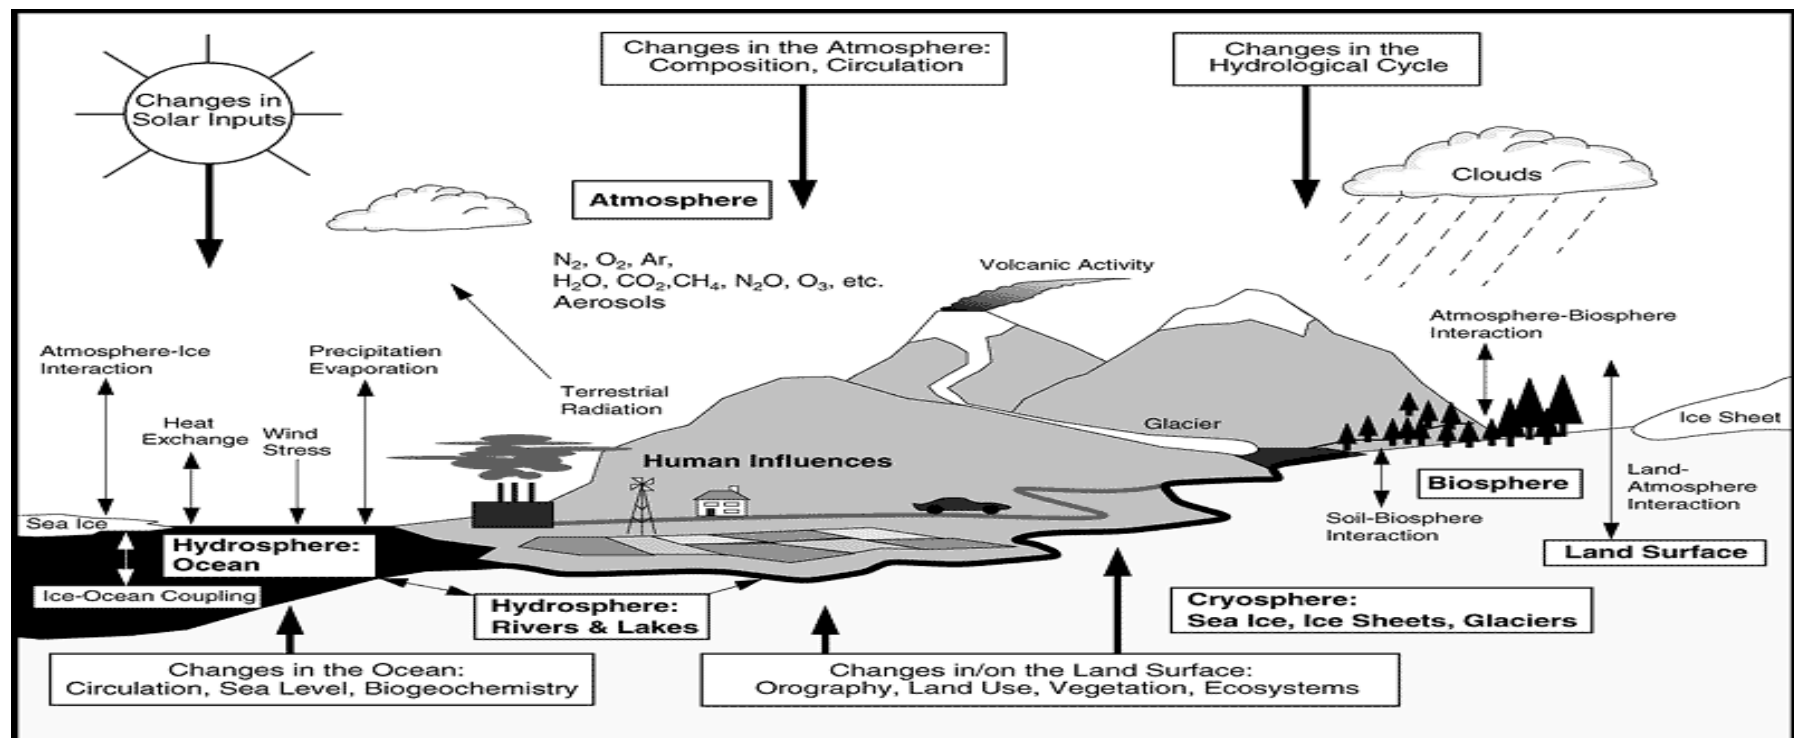 Changes in
Solar Inputs
Changes in the Atmosphere:
Composition, Circulation
Changes in the
Hydrological Cycle
Clouds
Atmosphere
N₂, O₂, Ar,
H₂O, CO₂,CH₄, N₂O, O₃, etc.
Aerosols
Volcanic Activity
Atmosphere-Biosphere
Interaction
Atmosphere-Ice
Interaction
Precipitation
Evaporation
Terrestrial
Radiation
Heat
Exchange
Wind
Stress
Glacier
Ice Sheet
Human Influences
Land-
Atmosphere
Interaction
Biosphere
Soil-Biosphere
Interaction
Sea Ice
Hydrosphere:
Ocean
Land Surface
Ice-Ocean Coupling
Hydrosphere:
Rivers & Lakes
Cryosphere:
Sea Ice, Ice Sheets, Glaciers
Changes in the Ocean:
Circulation, Sea Level, Biogeochemistry
Changes in/on the Land Surface:
Orography, Land Use, Vegetation, Ecosystems